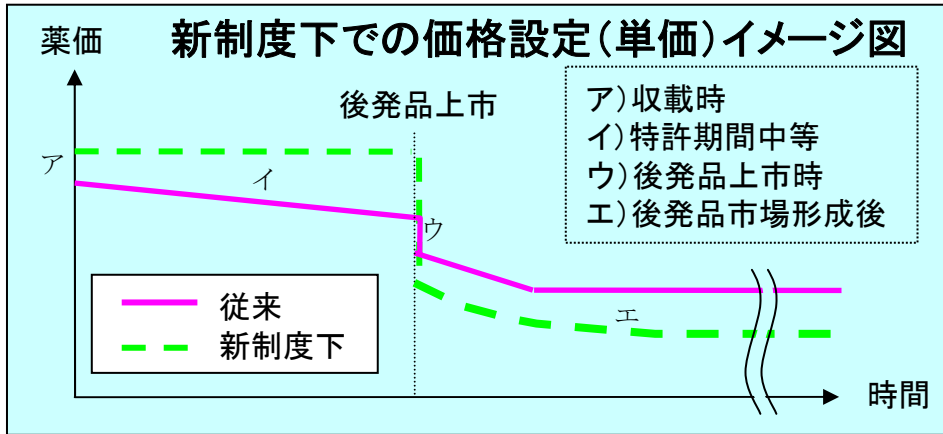 薬価
新制度下での価格設定(単価)イメージ図
後発品上市
ア)収載時
イ)特許期間中等
ウ)後発品上市時
エ)後発品市場形成後
ア
イ
ウ
エ
従来
新制度下
時間